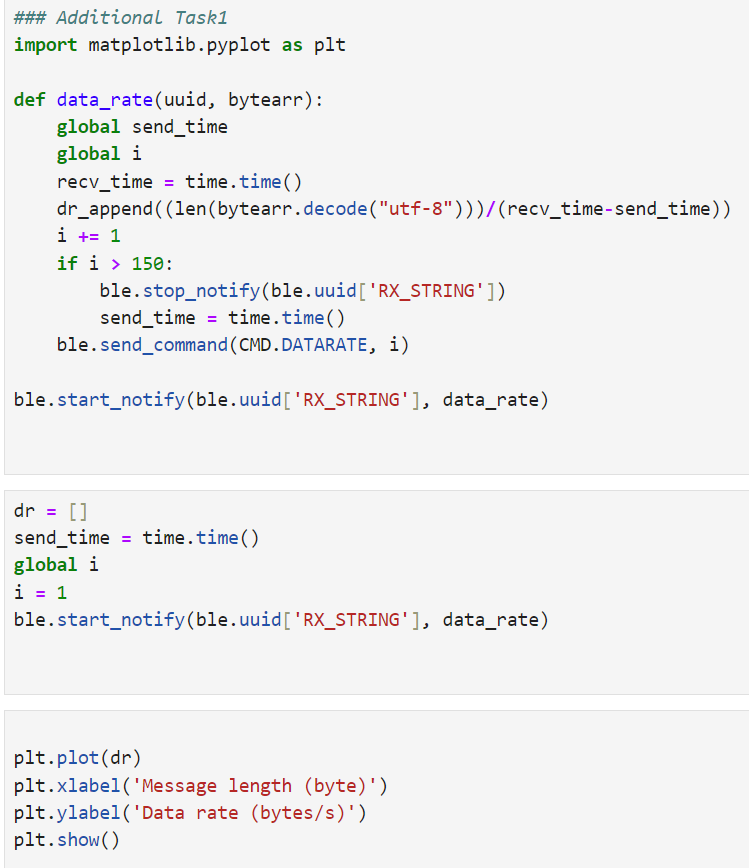 ### Additional Task1
import matplotlib.pyplot as plt
def data_rate(uuid, bytearr):
    global send_time
    global i
    recv_time = time.time()
    dr_append((len(bytearr.decode("utf-8")))/(recv_time-send_time))
    i += 1
    if i > 150:
        ble.stop_notify(ble.uuid['RX_STRING'])
        send_time = time.time()
    ble.send_command(CMD.DATARATE, i)
ble.start_notify(ble.uuid['RX_STRING'], data_rate)
dr = []
send_time = time.time()
global i
i = 1
ble.start_notify(ble.uuid['RX_STRING'], data_rate)
plt.plot(dr)
plt.xlabel('Message length (byte)')
plt.ylabel('Data rate (bytes/s)')
plt.show()